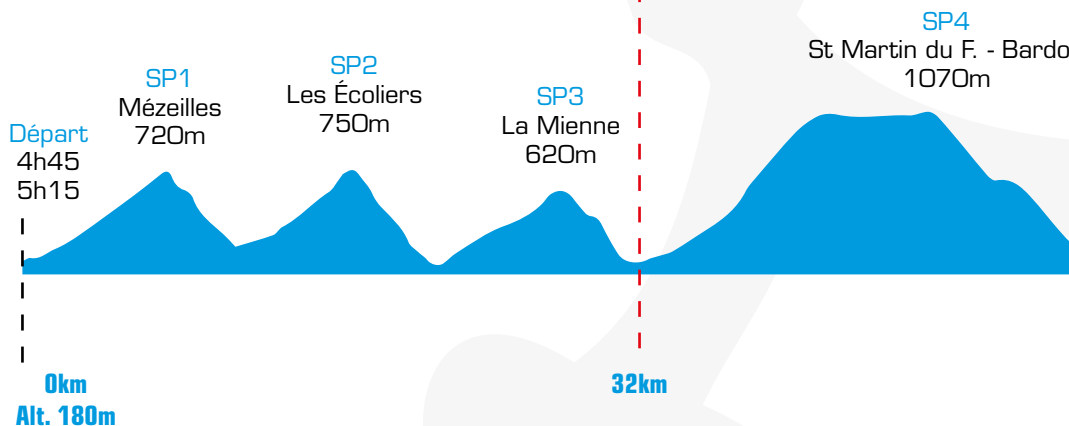 Départ
4h45
5h15
SP1
Mézeilles
720m
SP2
Les Écoliers
750m
SP3
La Mienne
620m
SP4
St Martin du F. - Bardo
1070m
0km
Alt. 180m
32km